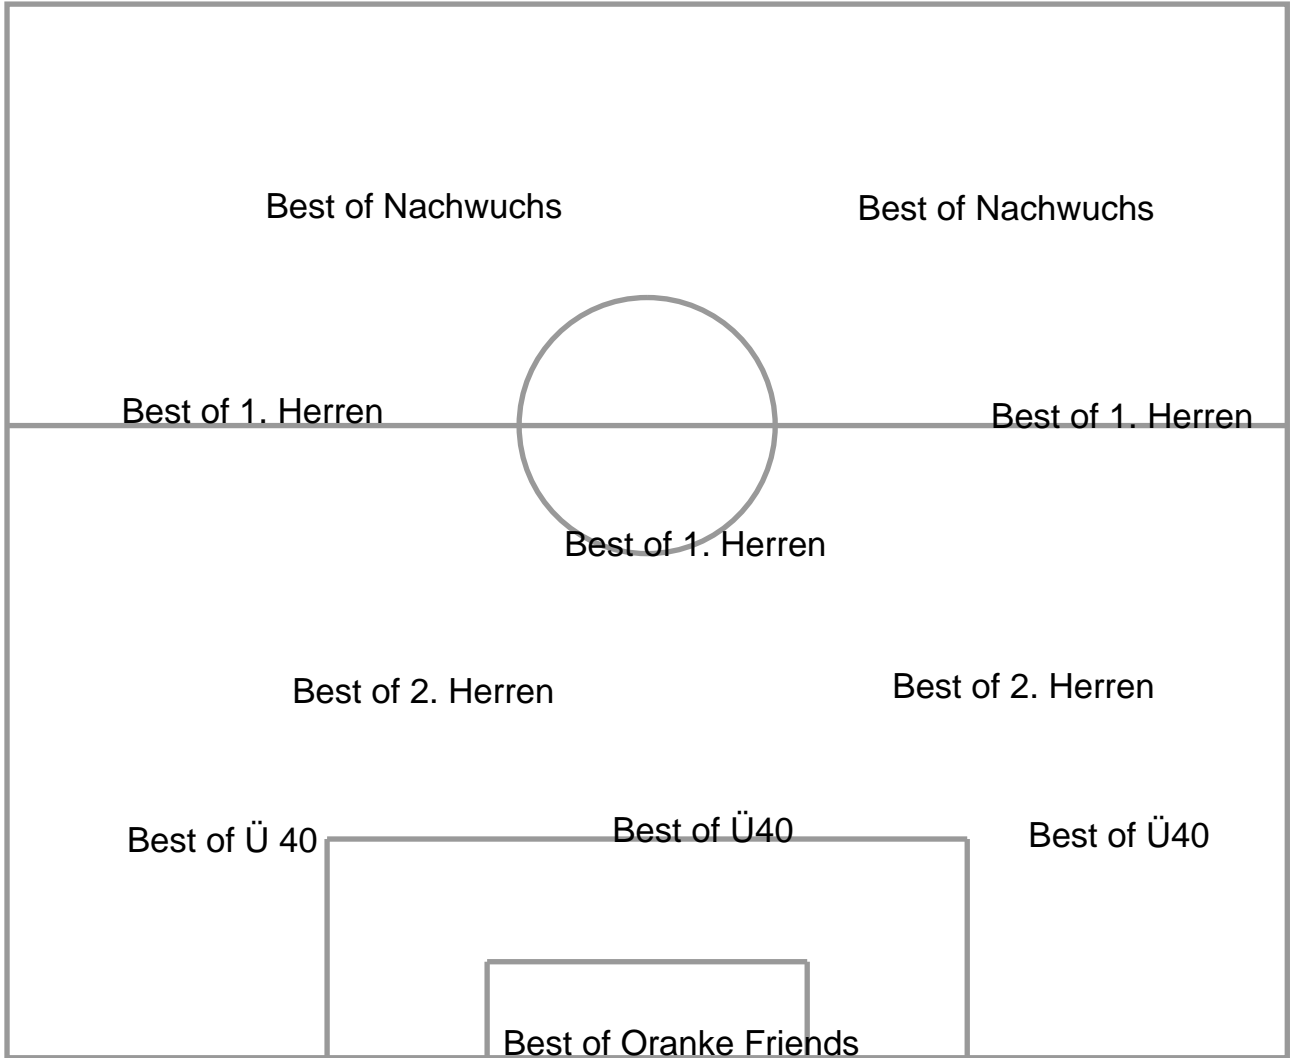 Best of Nachwuchs
Best of Nachwuchs
Best of 1. Herren
Best of 1. Herren
Best of 1. Herren
Best of 2. Herren
Best of 2. Herren
Best of Ü 40
Best of Ü40
Best of Ü40
Best of Oranke Friends